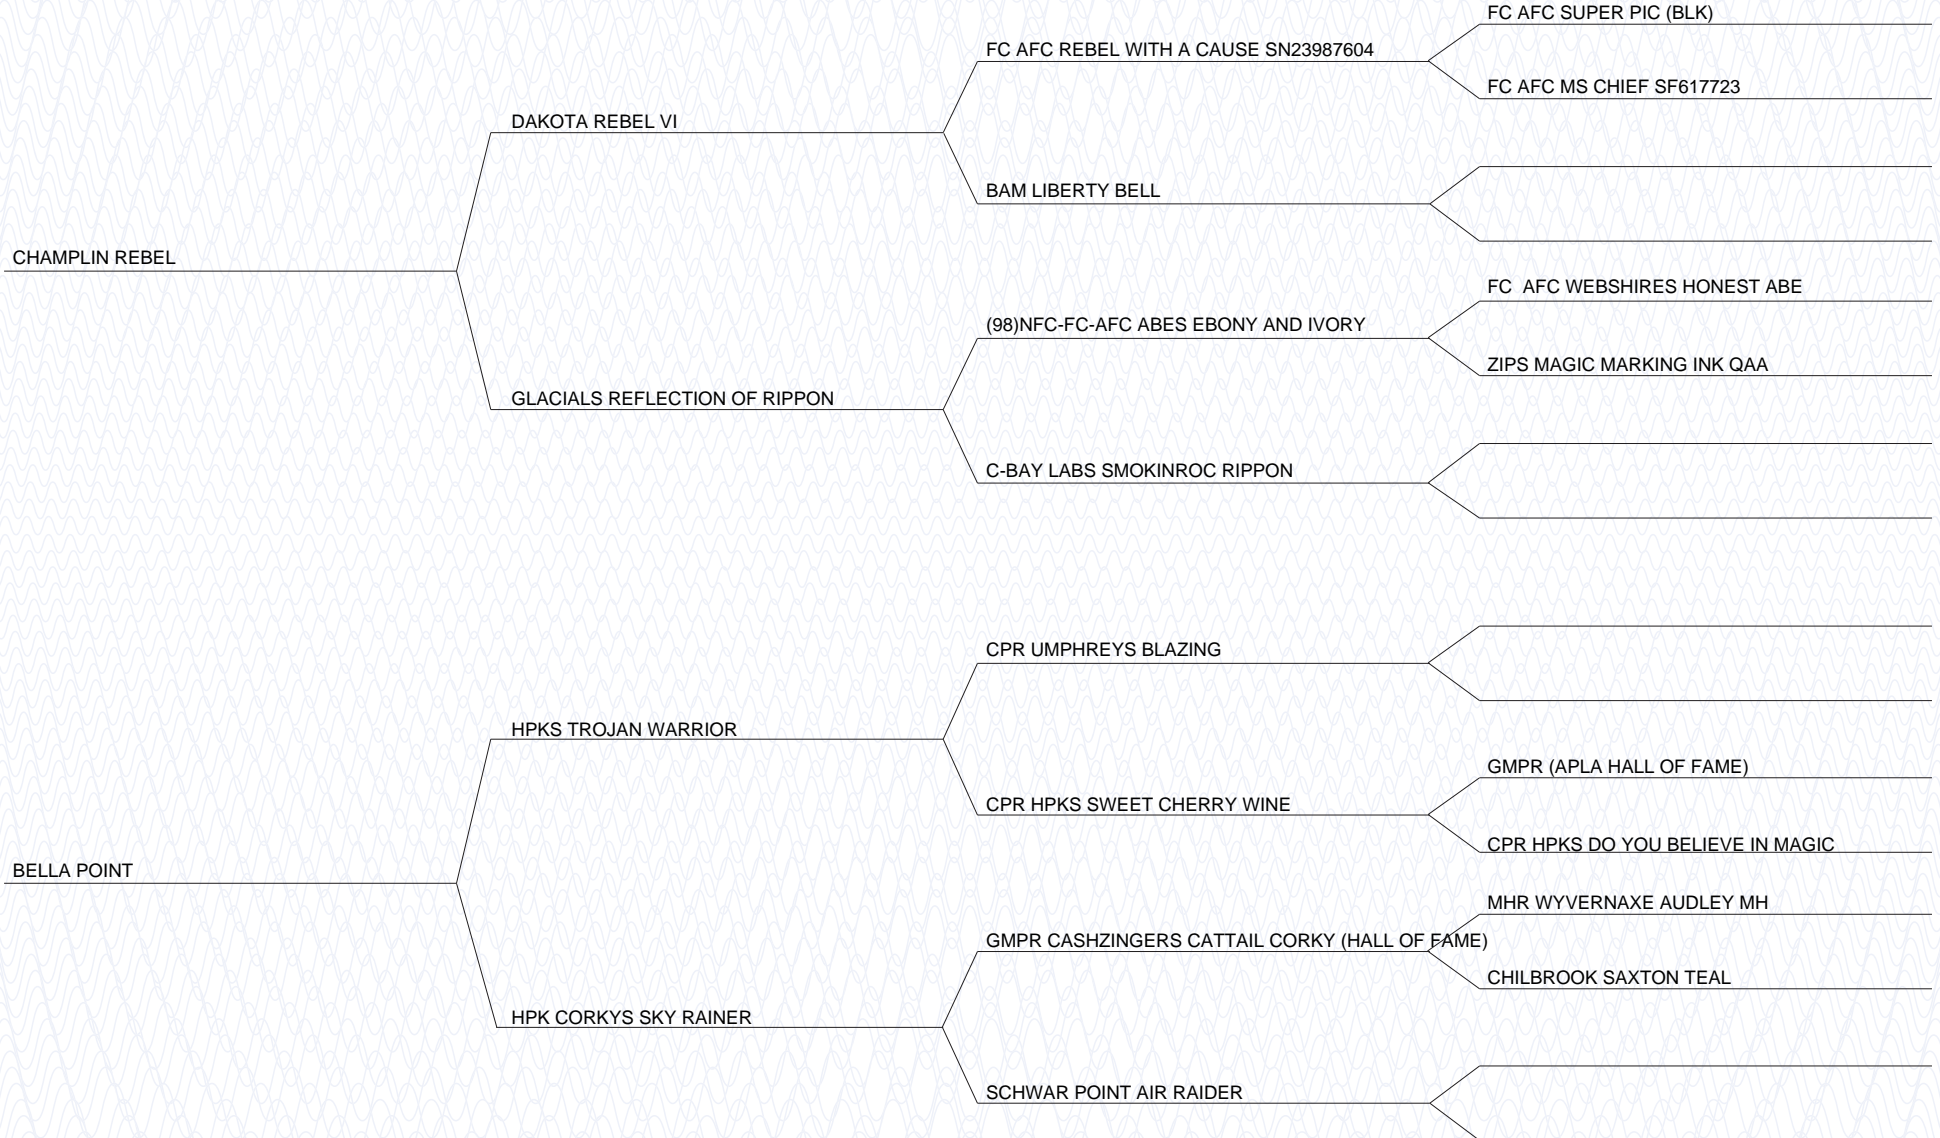 FC AFC SUPER PIC (BLK)
FC AFC REBEL WITH A CAUSE SN23987604
FC AFC MS CHIEF SF617723
DAKOTA REBEL VI
BAM LIBERTY BELL
CHAMPLIN REBEL
FC  AFC WEBSHIRES HONEST ABE
(98)NFC-FC-AFC ABES EBONY AND IVORY
ZIPS MAGIC MARKING INK QAA
GLACIALS REFLECTION OF RIPPON
C-BAY LABS SMOKINROC RIPPON
CPR UMPHREYS BLAZING
HPKS TROJAN WARRIOR
GMPR (APLA HALL OF FAME)
CPR HPKS SWEET CHERRY WINE
CPR HPKS DO YOU BELIEVE IN MAGIC
BELLA POINT
MHR WYVERNAXE AUDLEY MH
GMPR CASHZINGERS CATTAIL CORKY (HALL OF FAME)
CHILBROOK SAXTON TEAL
HPK CORKYS SKY RAINER
SCHWAR POINT AIR RAIDER